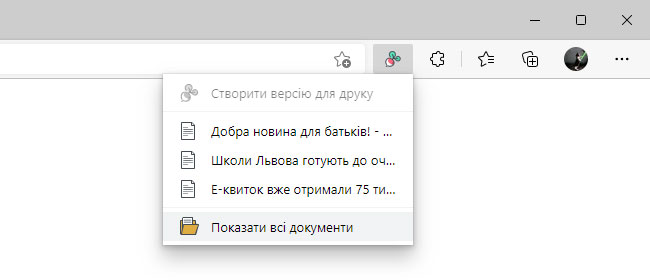 Створити версію для друку
Добра новина для батьків! - ...
Школи Львова готують до оч...
Е-квиток вже отримали 75 ти...
Показати всі документи